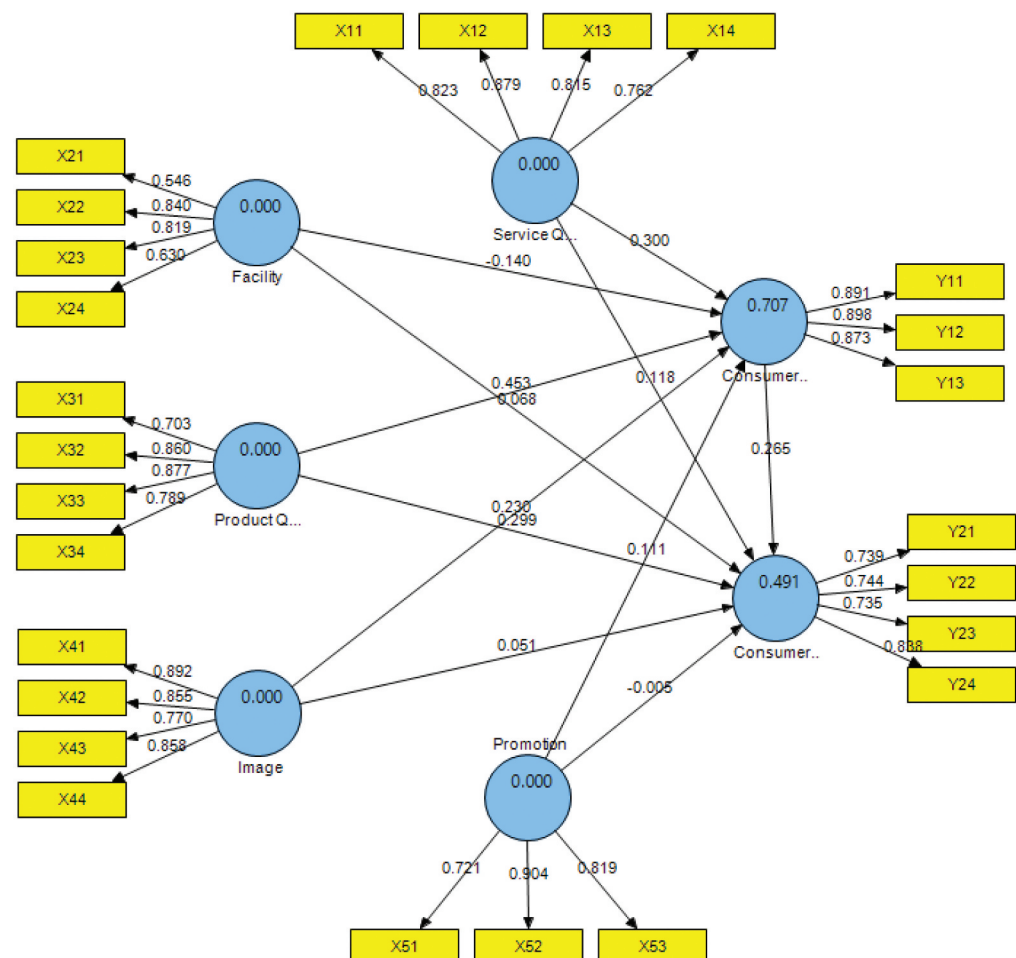 X11
X12
X13
X14
0.823
0.879
0.815
0.762
0.000
Service Q...
X21
X22
X23
X24
0.546
0.840
0.819
0.630
0.000
Facility
-0.140
0.300
0.707
Consumer..
0.891
0.898
0.873
Y11
Y12
Y13
X31
X32
X33
X34
0.703
0.860
0.877
0.789
0.000
Product Q...
0.453
0.068
0.118
0.265
0.230
0.299
0.111
0.491
Consumer..
0.739
0.744
0.735
0.838
Y21
Y22
Y23
Y24
X41
X42
X43
X44
0.892
0.855
0.770
0.858
0.000
Image
0.051
-0.005
Promotion
0.000
0.721
0.904
0.819
X51
X52
X53